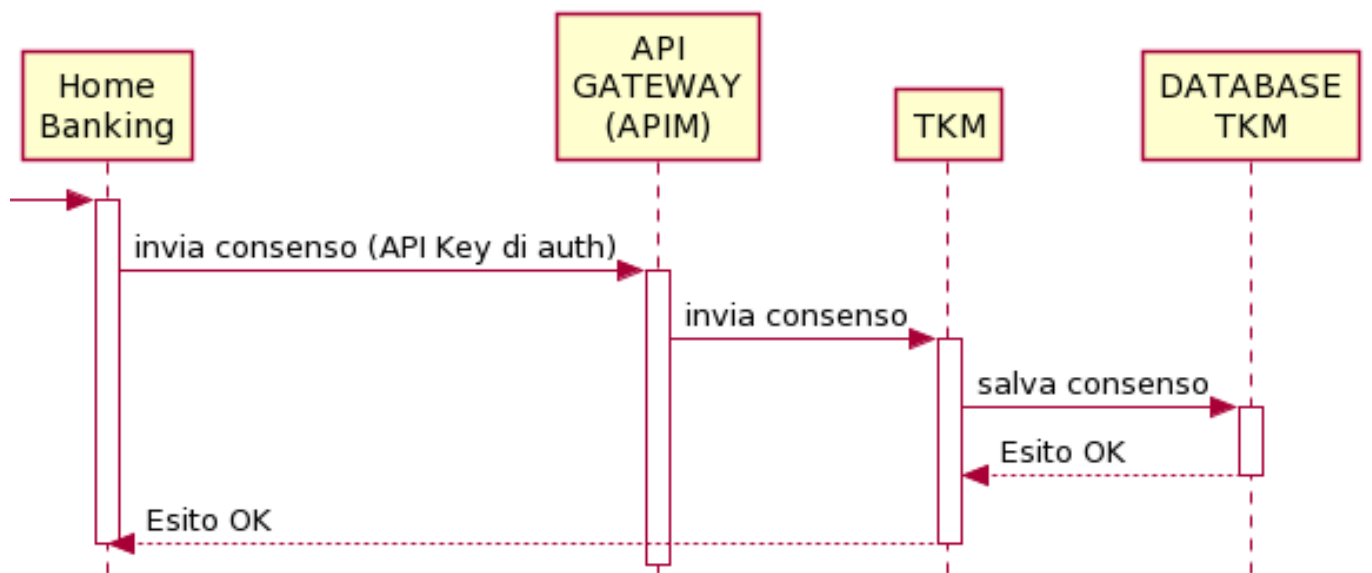 Home
Banking
API
GATEWAY
(APIM)
TKM
DATABASE
TKM
invia consenso (API Key di auth)
invia consenso
salva consenso
Esito OK
Esito OK